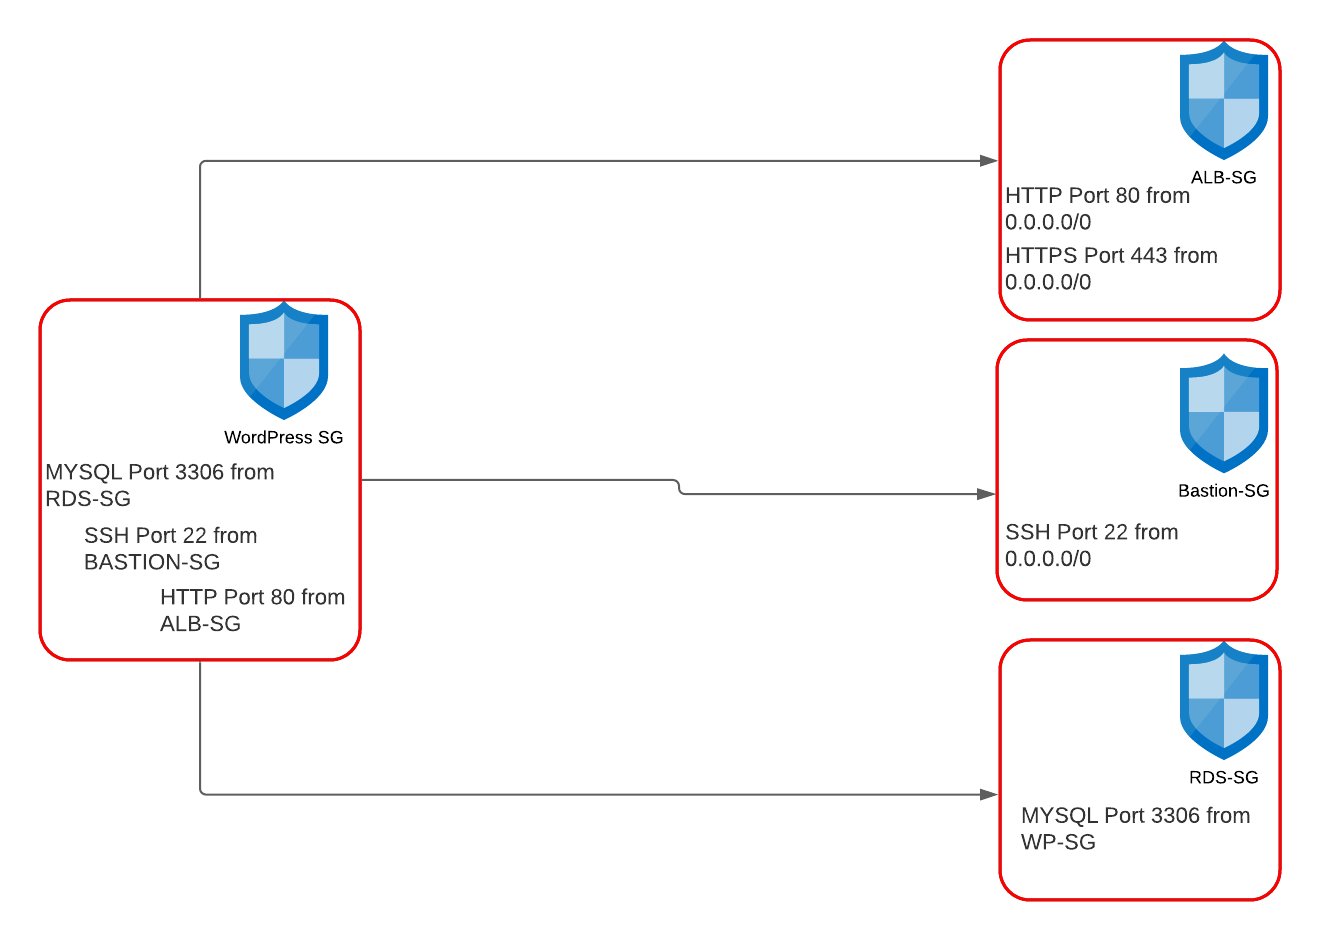 WordPress SG
MYSQL Port 3306 from
RDS-SG
SSH Port 22 from
BASTION-SG
HTTP Port 80 from
ALB-SG
ALB-SG
HTTP Port 80 from
0.0.0.0/0
HTTPS Port 443 from
0.0.0.0/0
Bastion-SG
SSH Port 22 from
0.0.0.0/0
RDS-SG
MYSQL Port 3306 from
WP-SG